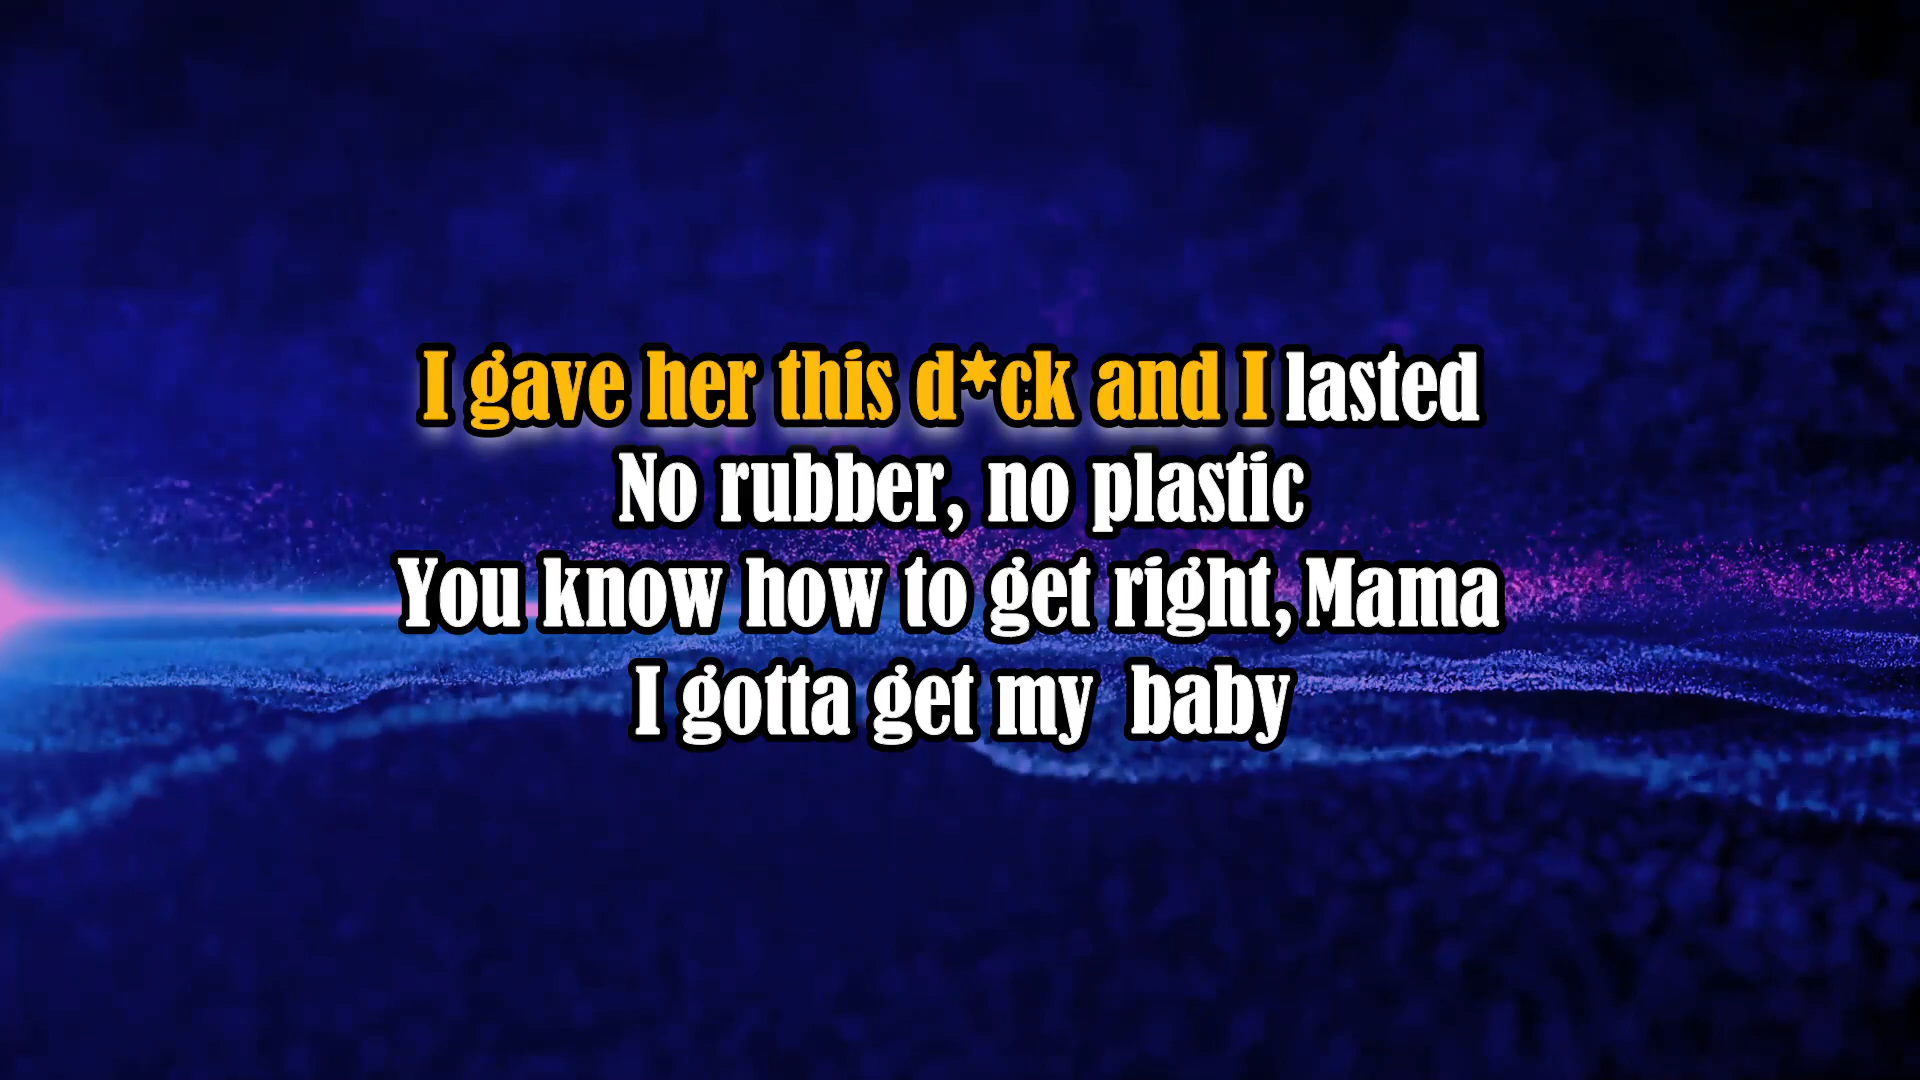 I gave her this d*ck and I lasted
No rubber, no plastic
You know how to get right, Mama
I gotta get my baby